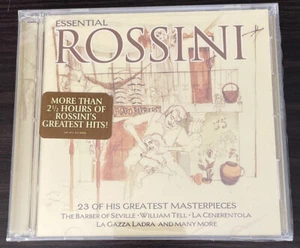 ESSENTIAL
ROSSINI
MORE THAN
2½ HOURS OF
ROSSINI'S
GREATEST HITS!
23 OF HIS GREATEST MASTERPIECES
THE BARBER OF SEVILLE • WILLIAM TELL • LA CENERENTOLA
LA GAZZA LADRA AND MANY MORE